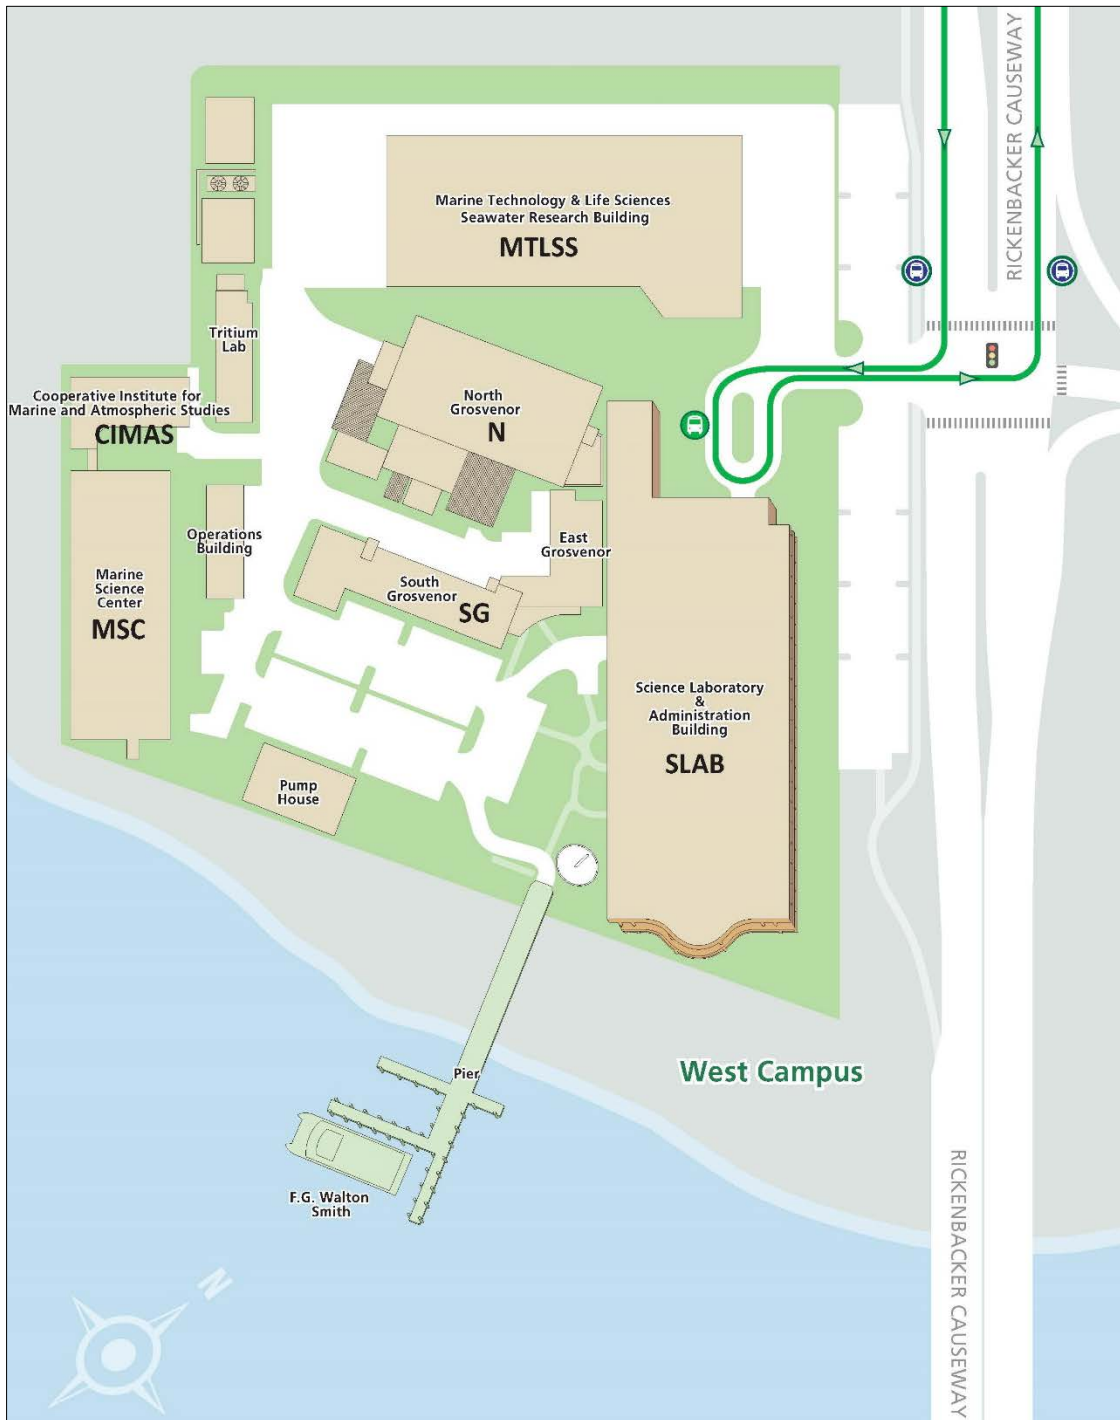 RICKENBACKER CAUSEWAY
Marine Technology & Life Sciences
Seawater Research Building
MTLSS
Tritium
Lab
Cooperative Institute for
Marine and Atmospheric Studies
CIMAS
North
Grosvenor
N
Operations
Building
East
Grosvenor
Marine
Science
Center
MSC
South
Grosvenor
SG
Science Laboratory
&
Administration
Building
SLAB
Pump
House
Pier
West Campus
F.G. Walton
Smith
RICKENBACKER CAUSEWAY
N